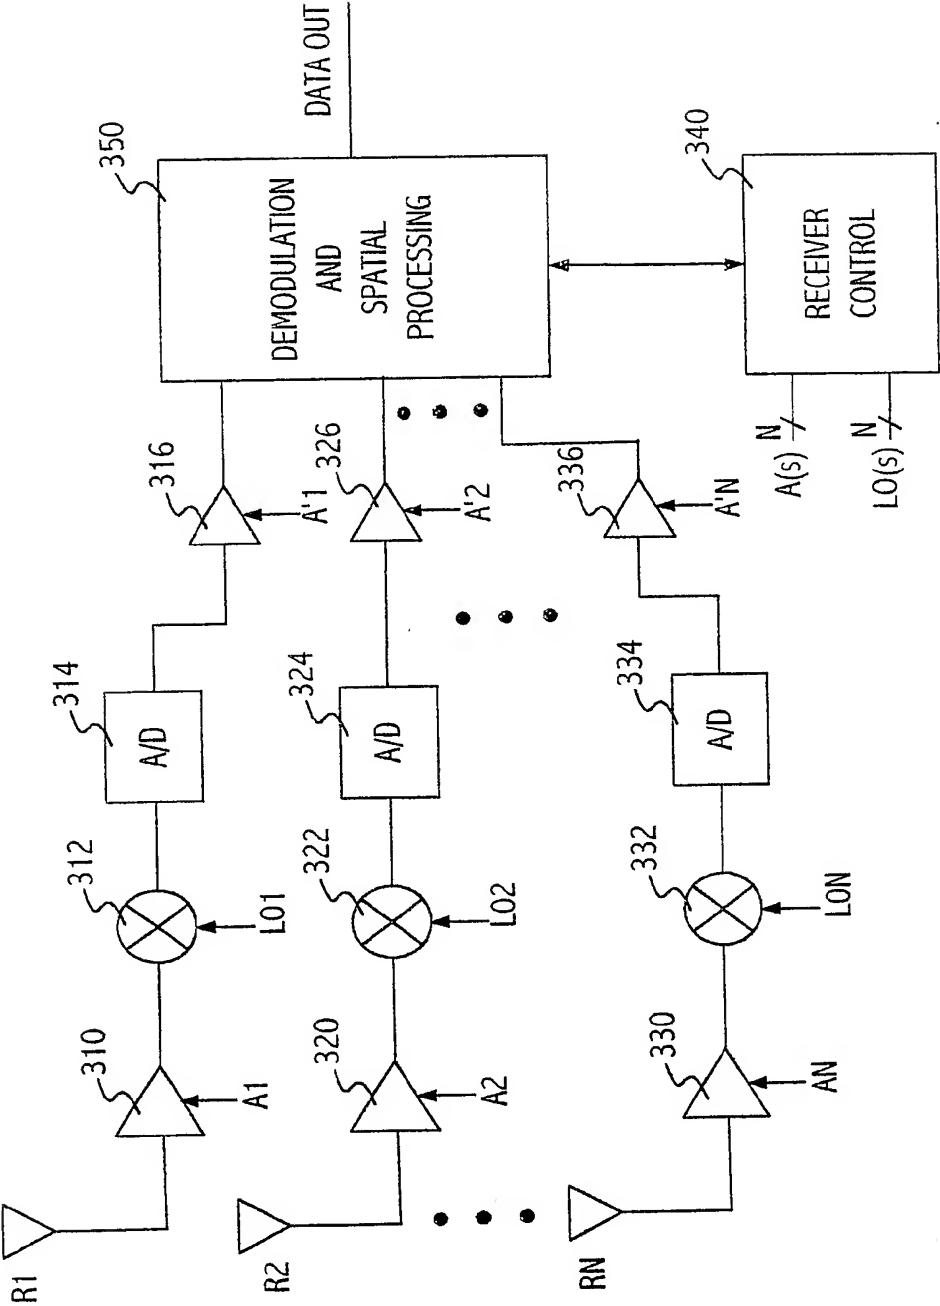 R1
310
A1
312
LO1
314
A/D
316
A'1
R2
320
A2
322
LO2
324
A/D
326
A'2
RN
330
AN
332
LON
334
A/D
336
A'N
350
DEMODULATION
AND
SPATIAL
PROCESSING
DATA OUT
340
RECEIVER
CONTROL
A(s) N
LO(s) N